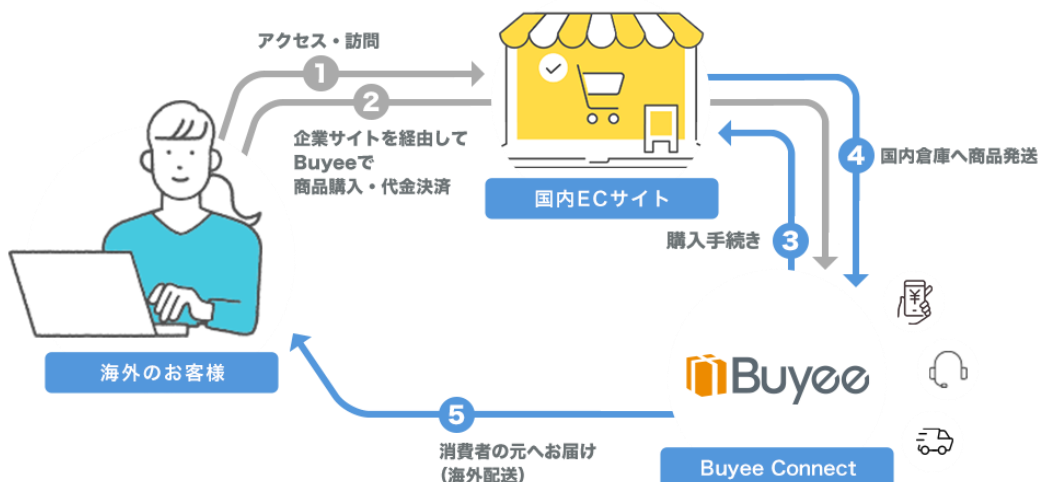 アクセス・訪問
1
2
企業サイトを経由して
Buyeeで
商品購入・代金決済
国内ECサイト
購入手続き
3
4
国内倉庫へ商品発送
¥
海外のお客様
Buyee
5
消費者の元へお届け
(海外配送)
Buyee Connect